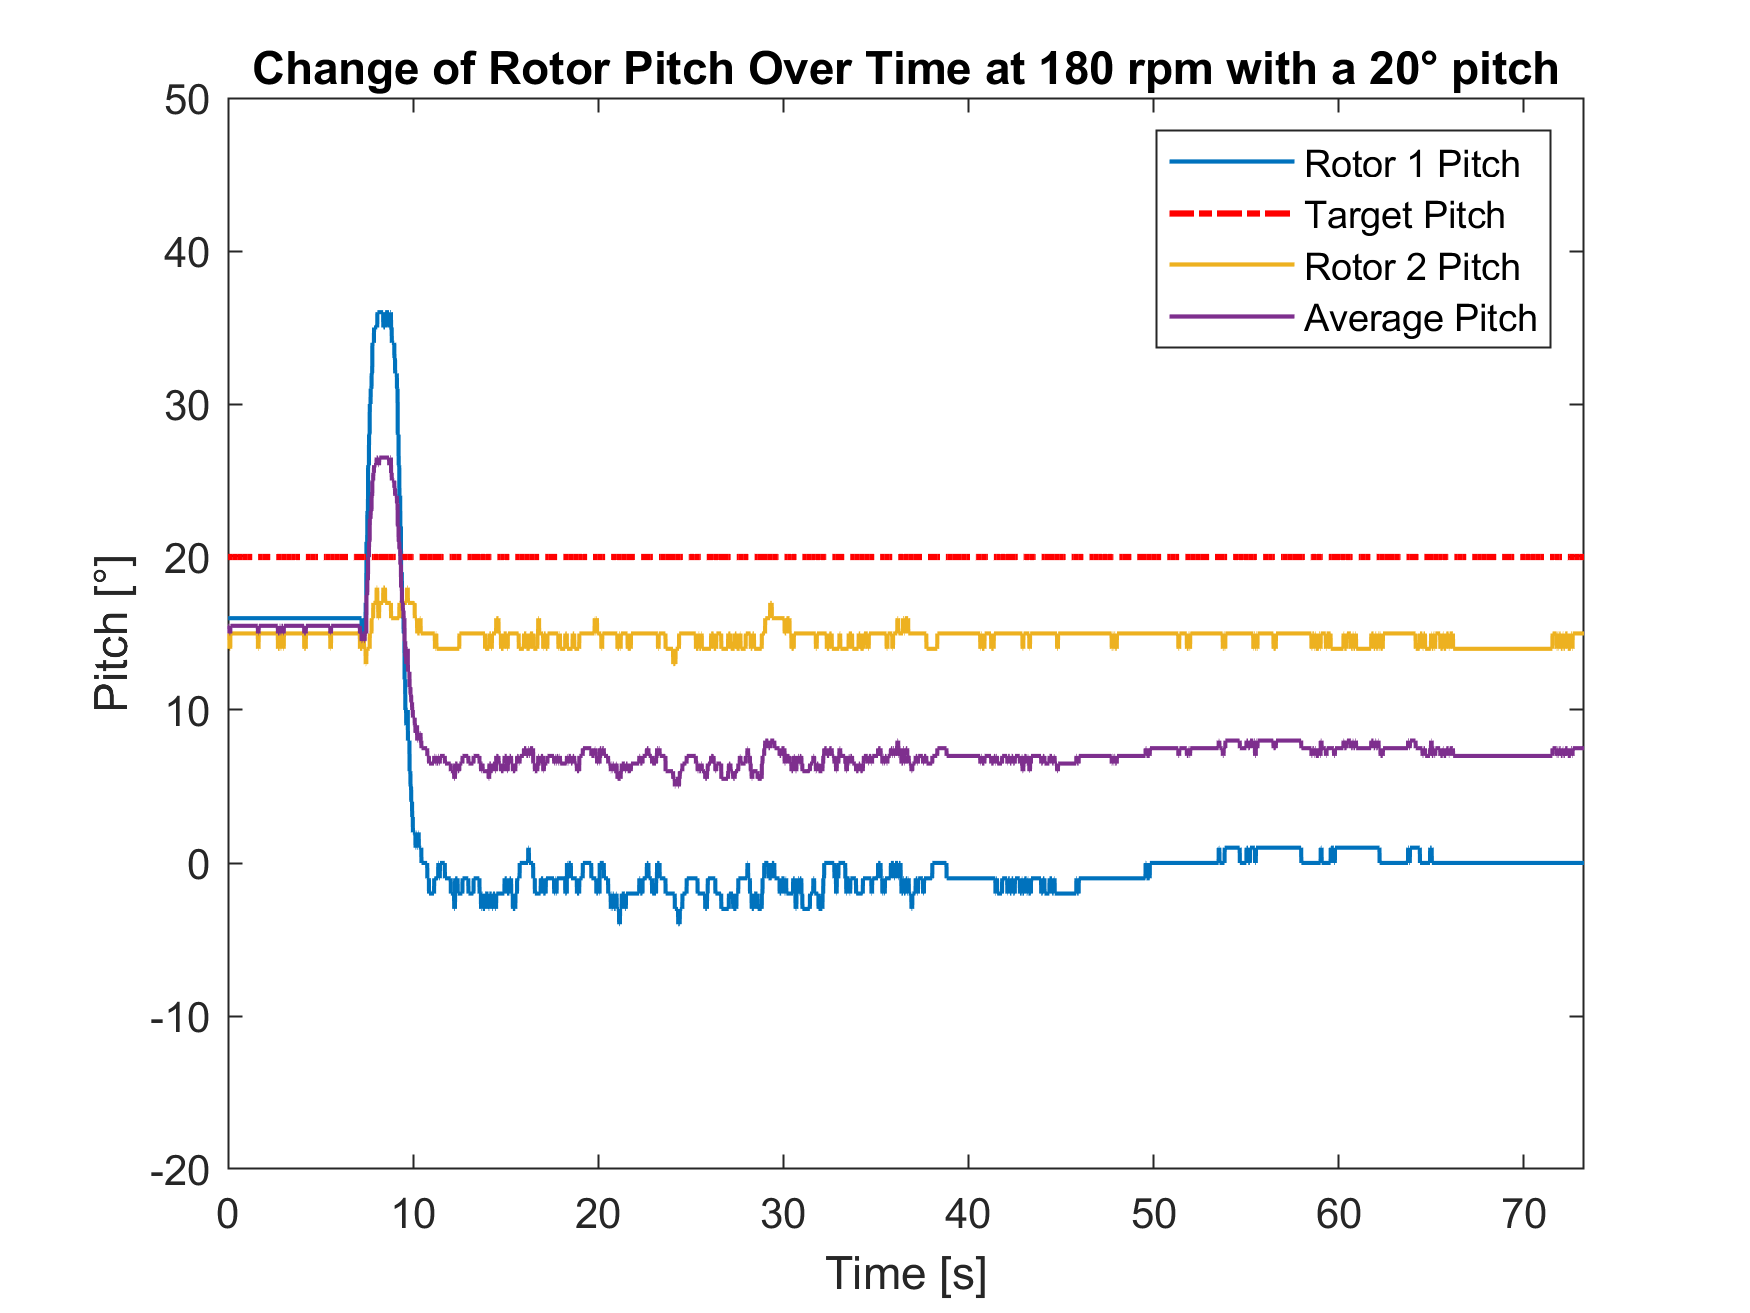 Change of Rotor Pitch Over Time at 180 rpm with a 20° pitch
50
40
30
20
10
0
-10
-20
Pitch [°]
Rotor 1 Pitch
Target Pitch
Rotor 2 Pitch
Average Pitch
0 10 20 30 40 50 60 70
Time [s]